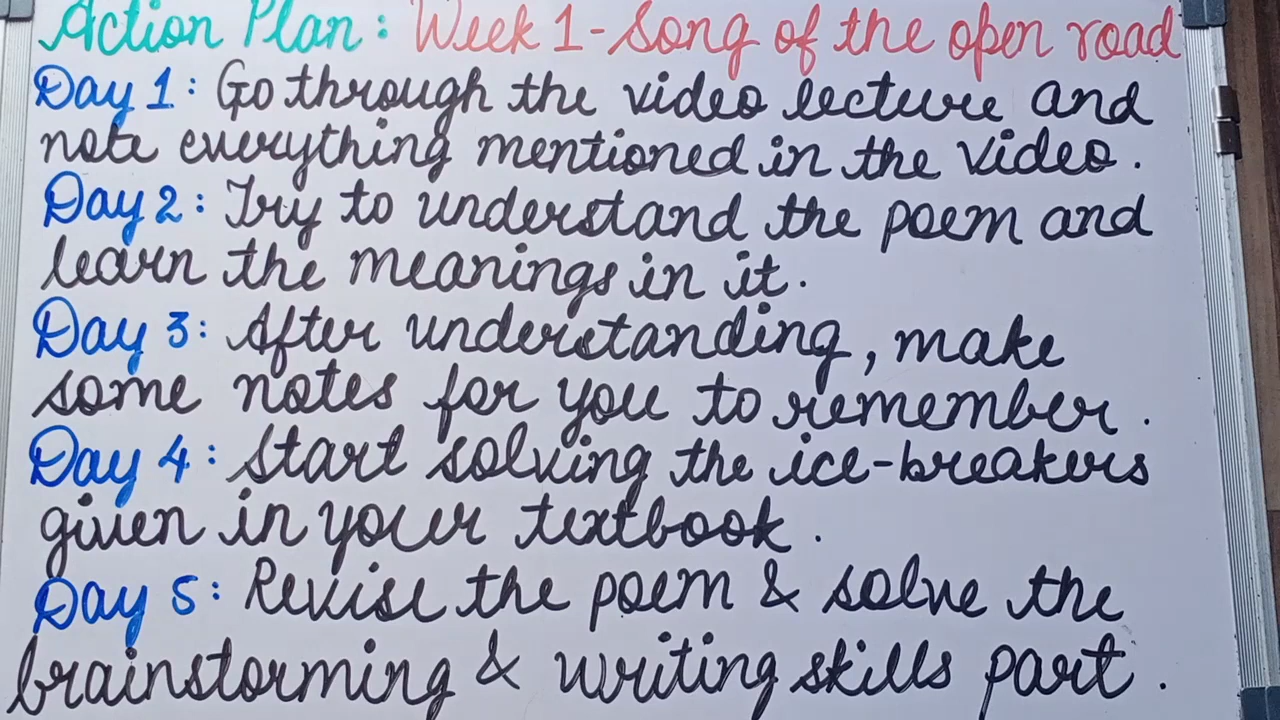 Action Plan: Week 1-Song of the open road
Day 1: Go through the video lecture and
note everything mentioned in the video.
Day 2: Try to understand the poem and
learn the meanings in it.
Day 3: After understanding, make
some notes for you to remember.
Day 4: Start solving the ice-breakers
given in your textbook.
Day 5: Revise the poem & solve the
brainstorming & writing skills part.